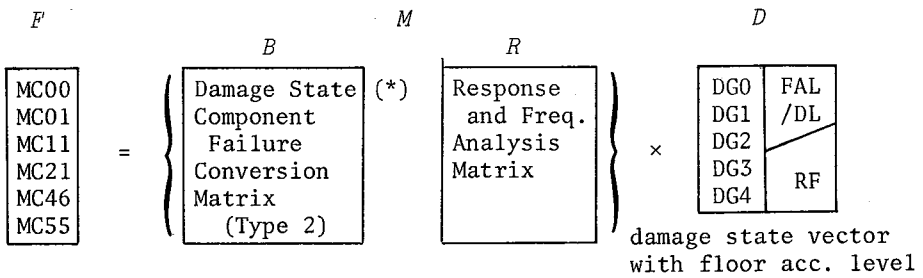 F M D
B R
MC00
MC01
MC11
MC21
MC46
MC55
=
Damage State
Component
Failure
Conversion
Matrix
(Type 2)
(*)
Response
and Freq.
Analysis
Matrix
×
DG0
DG1
DG2
DG3
DG4
FAL
/DL
RF
damage state vector
with floor acc. level